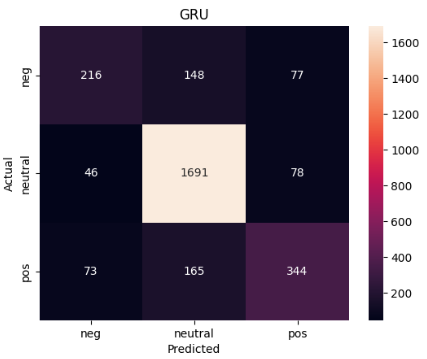 GRU
neg 216 148 77
neutral 46 1691 78
pos 73 165 344
neg neutral pos
Actual
Predicted
1600
1400
1200
1000
800
600
400
200